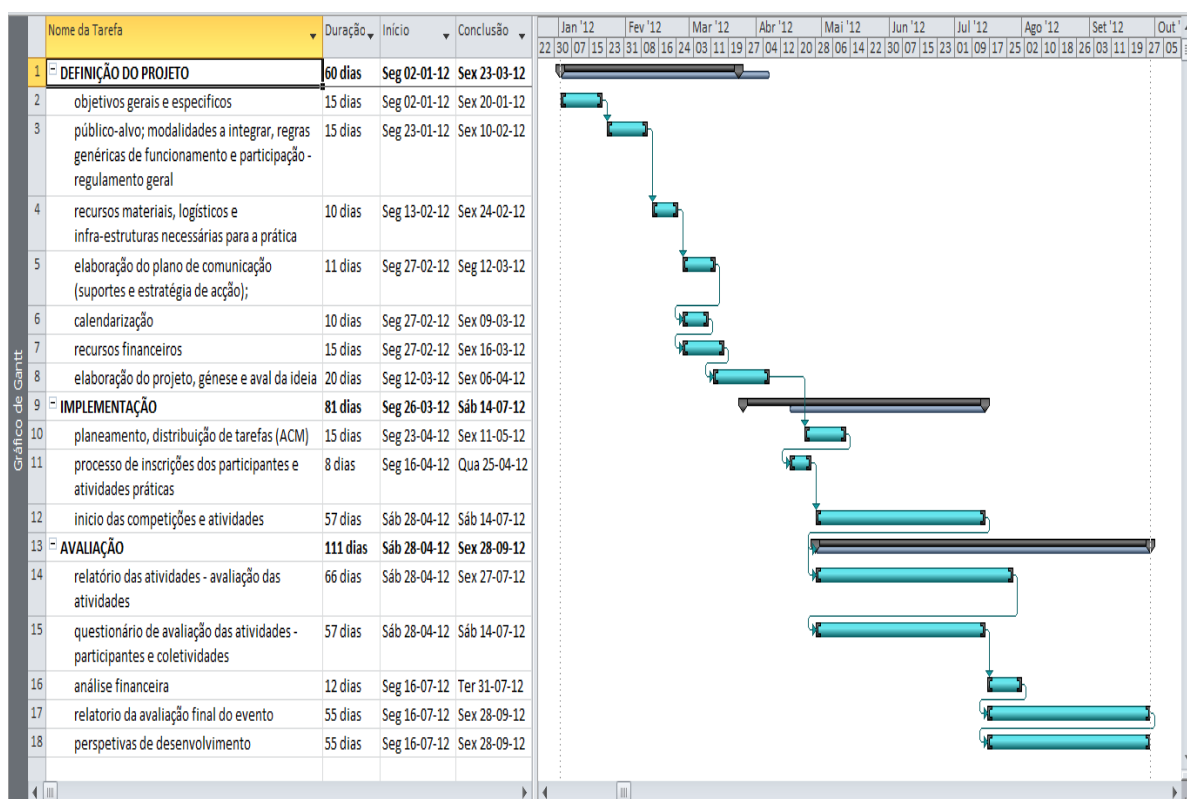 Nome da Tarefa Duração Início Conclusão
Jan '12 Fev '12 Mar '12 Abr '12 Mai '12 Jun '12 Jul '12 Ago '12 Set '12 Out '
22 30 07 15 23 31 08 16 24 03 11 19 27 04 12 20 28 06 14 22 30 07 15 23 01 09 17 25 02 10 18 26 03 11 19 27 05
1 DEFINIÇÃO DO PROJETO 60 dias Seg 02-01-12 Sex 23-03-12
2 objetivos gerais e especificos 15 dias Seg 02-01-12 Sex 20-01-12
3 público-alvo; modalidades a integrar, regras 15 dias Seg 23-01-12 Sex 10-02-12
genéricas de funcionamento e participação -
regulamento geral
4 recursos materiais, logísticos e 10 dias Seg 13-02-12 Sex 24-02-12
infra-estruturas necessárias para a prática
5 elaboração do plano de comunicação 11 dias Seg 27-02-12 Seg 12-03-12
(suportes e estratégia de acção);
6 calendarização 10 dias Seg 27-02-12 Sex 09-03-12
7 recursos financeiros 15 dias Seg 27-02-12 Sex 16-03-12
8 elaboração do projeto, génese e aval da ideia 20 dias Seg 12-03-12 Sex 06-04-12
9 IMPLEMENTAÇÃO 81 dias Seg 26-03-12 Sáb 14-07-12
10 planeamento, distribuição de tarefas (ACM) 15 dias Seg 23-04-12 Sex 11-05-12
11 processo de inscrições dos participantes e 8 dias Seg 16-04-12 Qua 25-04-12
atividades práticas
12 inicio das competições e atividades 57 dias Sáb 28-04-12 Sáb 14-07-12
13 AVALIAÇÃO 111 dias Sáb 28-04-12 Sex 28-09-12
14 relatório das atividades - avaliação das 66 dias Sáb 28-04-12 Sex 27-07-12
atividades
15 questionário de avaliação das atividades - 57 dias Sáb 28-04-12 Sáb 14-07-12
participantes e coletividades
16 análise financeira 12 dias Seg 16-07-12 Ter 31-07-12
17 relatorio da avaliação final do evento 55 dias Seg 16-07-12 Sex 28-09-12
18 perspetivas de desenvolvimento 55 dias Seg 16-07-12 Sex 28-09-12
Gráfico de Gantt